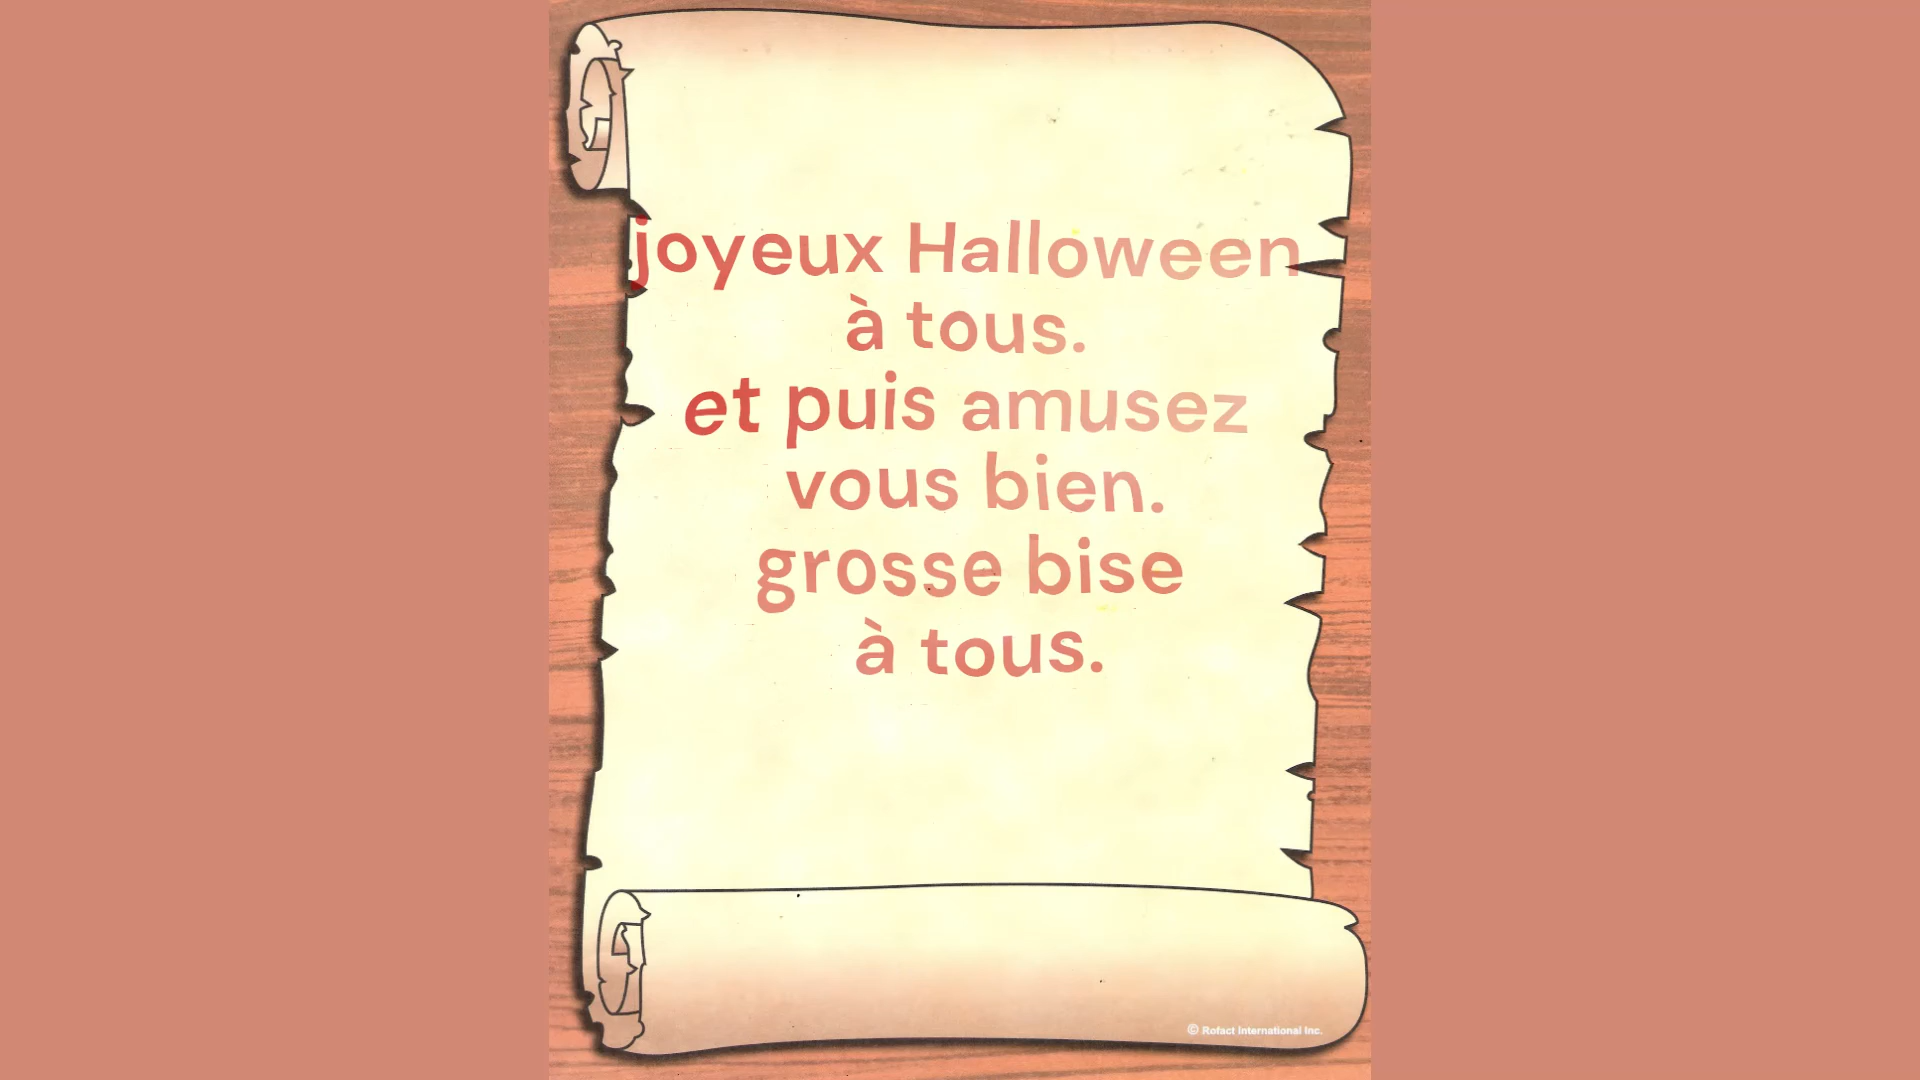 joyeux Halloween
à tous.
et puis amusez
vous bien.
grosse bise
à tous.
© Rofact International Inc.